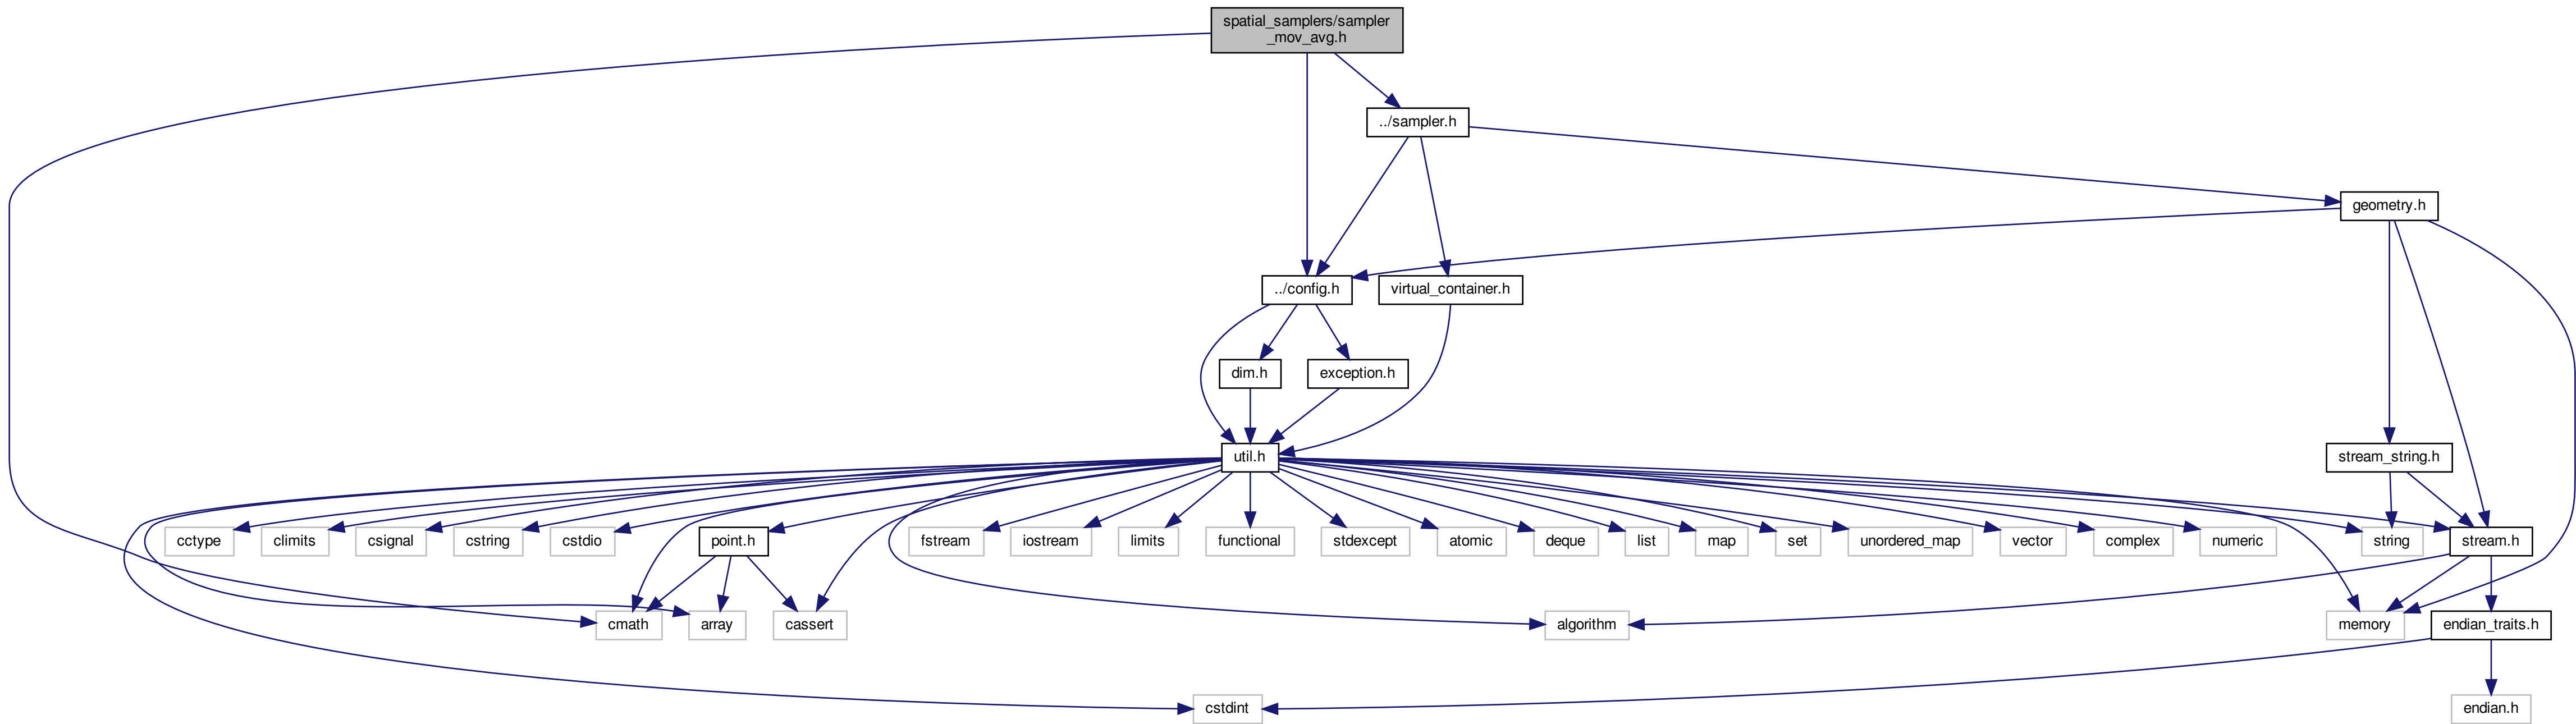 spatial_samplers/sampler
_mov_avg.h
../sampler.h
geometry.h
../config.h
virtual_container.h
dim.h
exception.h
util.h
stream_string.h
cctype
climits
csignal
cstring
cstdio
point.h
fstream
iostream
limits
functional
stdexcept
atomic
deque
list
map
set
unordered_map
vector
complex
numeric
string
stream.h
cmath
array
cassert
algorithm
memory
endian_traits.h
cstdint
endian.h